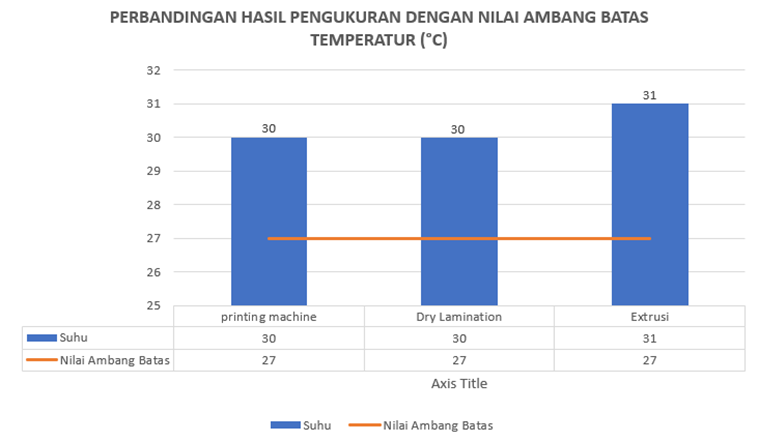 PERBANDINGAN HASIL PENGUKURAN DENGAN NILAI AMBANG BATAS
TEMPERATUR (°C)
32
31
30
29
28
27
26
25
30
30
31
printing machine Dry Lamination Extrusi
Suhu 30 30 31
Nilai Ambang Batas 27 27 27
Axis Title
Suhu Nilai Ambang Batas